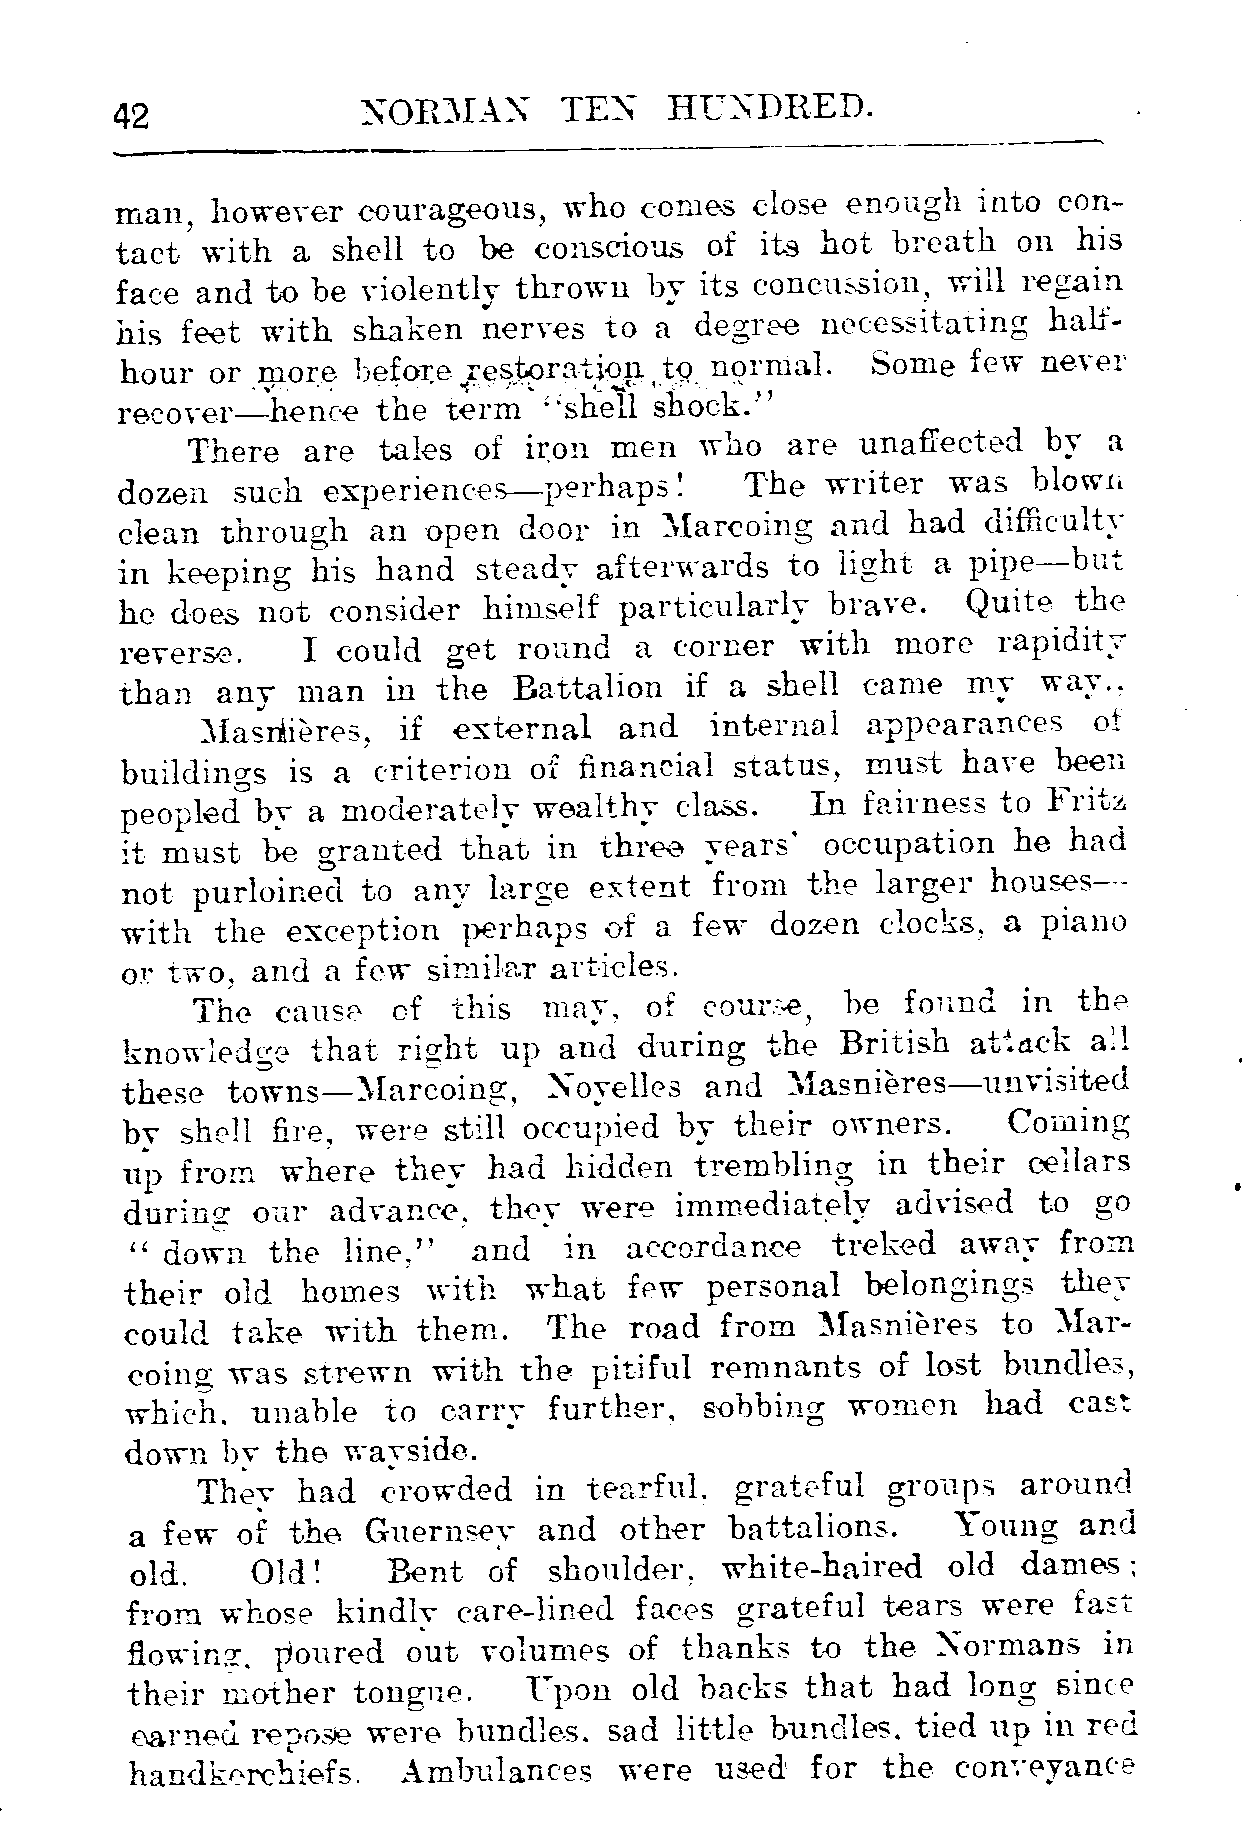 42 NORMAN TEN HUNDRED.
man, however courageous, who comes close enough into con-
tact with a shell to be conscious of its hot breath on his
face and to be violently thrown by its concussion, will regain
his feet with shaken nerves to a degree necessitating half-
hour or more before restoration to normal. Some few never
recover—hence the term "shell shock."
There are tales of iron men who are unaffected by a
dozen such experiences—perhaps! The writer was blown
clean through an open door in Marcoing and had difficulty
in keeping his hand steady afterwards to light a pipe—but
he does not consider himself particularly brave. Quite the
reverse. I could get round a corner with more rapidity
than any man in the Battalion if a shell came my way..
Masnières, if external and internal appearances of
buildings is a criterion of financial status, must have been
peopled by a moderately wealthy class. In fairness to Fritz
it must be granted that in three years' occupation he had
not purloined to any large extent from the larger houses—
with the exception perhaps of a few dozen clocks, a piano
or two, and a few similar articles.
The cause of this may, of course, be found in the
knowledge that right up and during the British attack all
these towns—Marcoing, Noyelles and Masnières—unvisited
by shell fire, were still occupied by their owners. Coming
up from where they had hidden trembling in their cellars
during our advance, they were immediately advised to go
" down the line," and in accordance treked away from
their old homes with what few personal belongings they
could take with them. The road from Masnières to Mar-
coing was strewn with the pitiful remnants of lost bundles,
which, unable to carry further, sobbing women had cast
down by the wayside.
They had crowded in tearful, grateful groups around
a few of the Guernsey and other battalions. Young and
old. Old! Bent of shoulder, white-haired old dames;
from whose kindly care-lined faces grateful tears were fast
flowing, poured out volumes of thanks to the Normans in
their mother tongue. Upon old backs that had long since
earned repose were bundles, sad little bundles, tied up in red
handkerchiefs. Ambulances were used for the conveyance